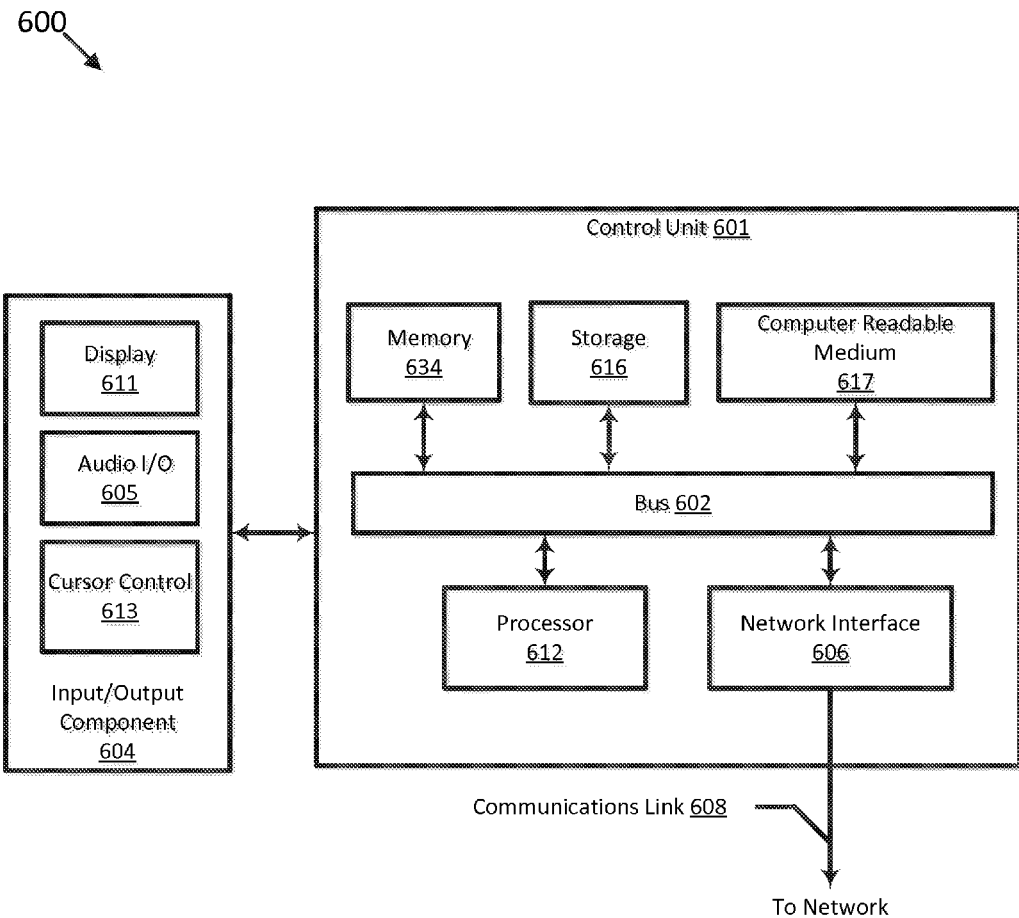 600
Control Unit 601
Memory
634
Storage
616
Computer Readable
Medium
617
Display
611
Audio I/O
605
Cursor Control
613
Input/Output
Component
604
Bus 602
Processor
612
Network Interface
606
Communications Link 608
To Network